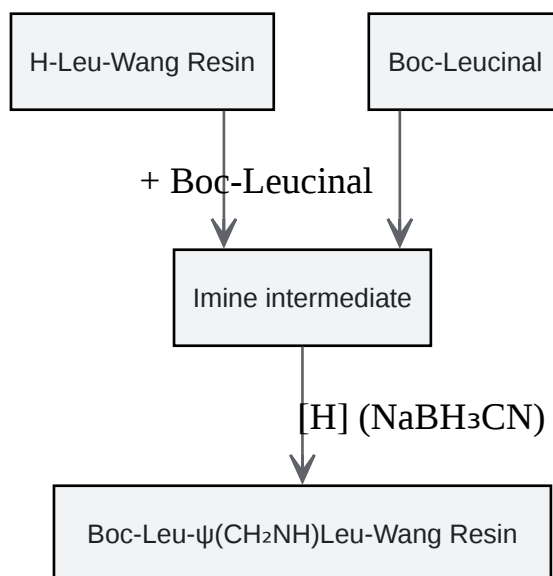 H-Leu-Wang Resin
Boc-Leucinal
+ Boc-Leucinal
Imine intermediate
[H] (NaBH₃CN)
Boc-Leu-ψ(CH₂NH)Leu-Wang Resin